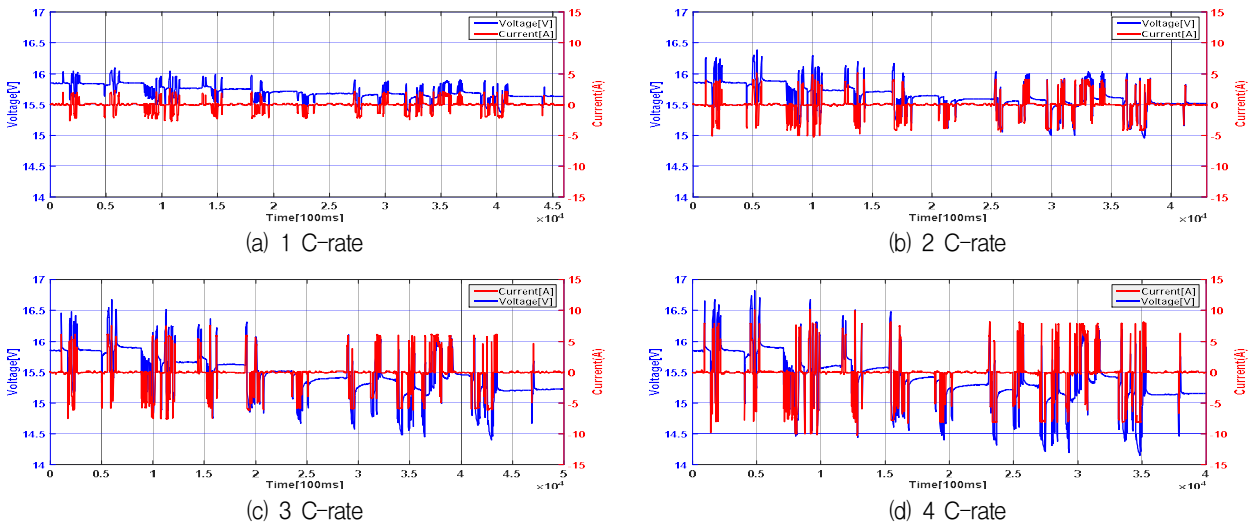 17 16.5 16 15.5 15 14.5 14
Voltage[V]
15 10 5 0 -5 -10 -15
Current(A)
Voltage[V]
Current[A]
0 0.5 1 1.5 2 2.5 3 3.5 4 4.5
Time[100ms]
×10⁴
(a) 1 C-rate
17 16.5 16 15.5 15 14.5 14
Voltage[V]
15 10 5 0 -5 -10 -15
Current(A)
Voltage[V]
Current[A]
0 0.5 1 1.5 2 2.5 3 3.5 4
Time[100ms]
×10⁴
(b) 2 C-rate
17 16.5 16 15.5 15 14.5 14
Voltage[V]
15 10 5 0 -5 -10 -15
Current(A)
Current[A]
Voltage[V]
0 0.5 1 1.5 2 2.5 3 3.5 4 4.5 5
Time[100ms]
×10⁴
(c) 3 C-rate
17 16.5 16 15.5 15 14.5 14
Voltage[V]
15 10 5 0 -5 -10 -15
Current(A)
Current[A]
Voltage[V]
0 0.5 1 1.5 2 2.5 3 3.5 4
Time[100ms]
×10⁴
(d) 4 C-rate